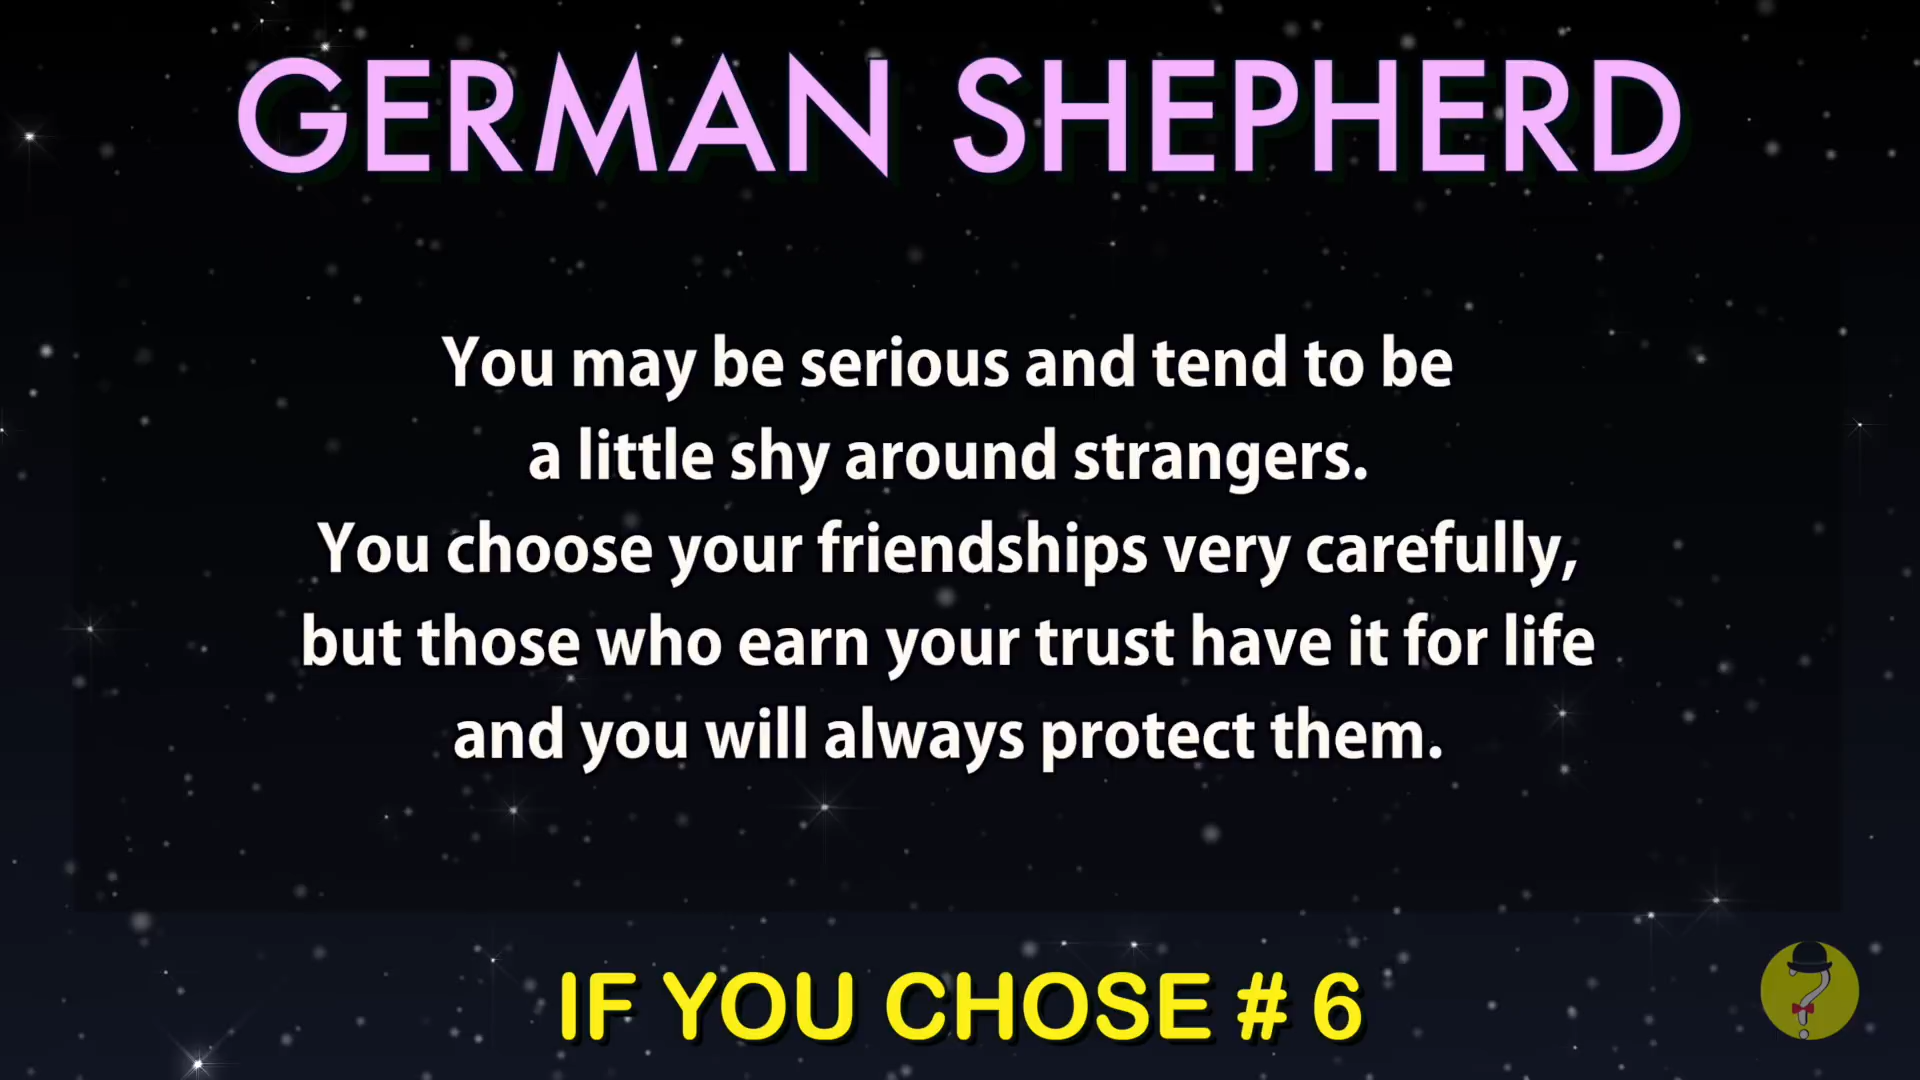 GERMAN SHEPHERD
You may be serious and tend to be
a little shy around strangers.
You choose your friendships very carefully,
but those who earn your trust have it for life
and you will always protect them.
IF YOU CHOSE # 6
?